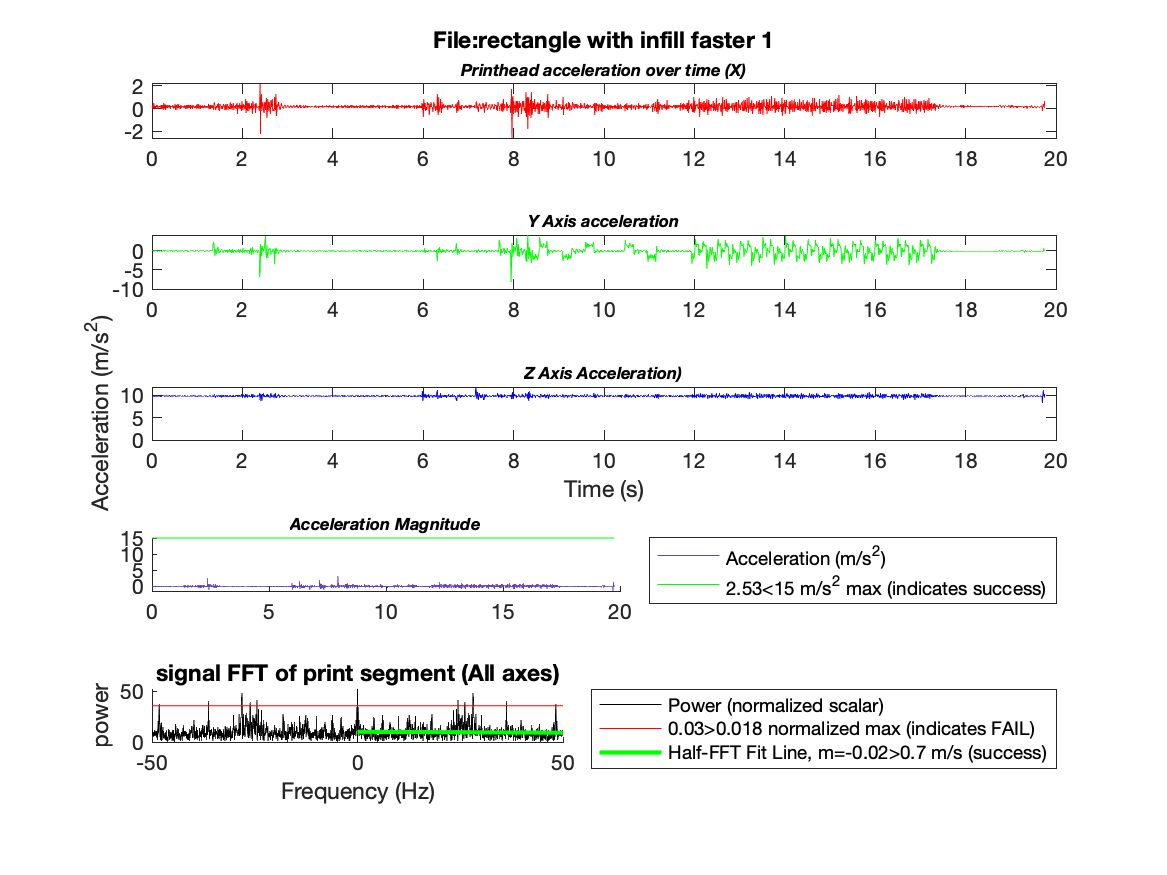 File:rectangle with infill faster 1
Printhead acceleration over time (X)
2
0
-2
0 2 4 6 8 10 12 14 16 18 20
Y Axis acceleration
0
-5
-10
0 2 4 6 8 10 12 14 16 18 20
Acceleration (m/s²)
Z Axis Acceleration)
10
5
0
0 2 4 6 8 10 12 14 16 18 20
Time (s)
Acceleration Magnitude
15
10
5
0
0 5 10 15 20
Acceleration (m/s²)
2.53<15 m/s² max (indicates success)
signal FFT of print segment (All axes)
power
50
0
-50 0 50
Frequency (Hz)
Power (normalized scalar)
0.03>0.018 normalized max (indicates FAIL)
Half-FFT Fit Line, m=-0.02>0.7 m/s (success)